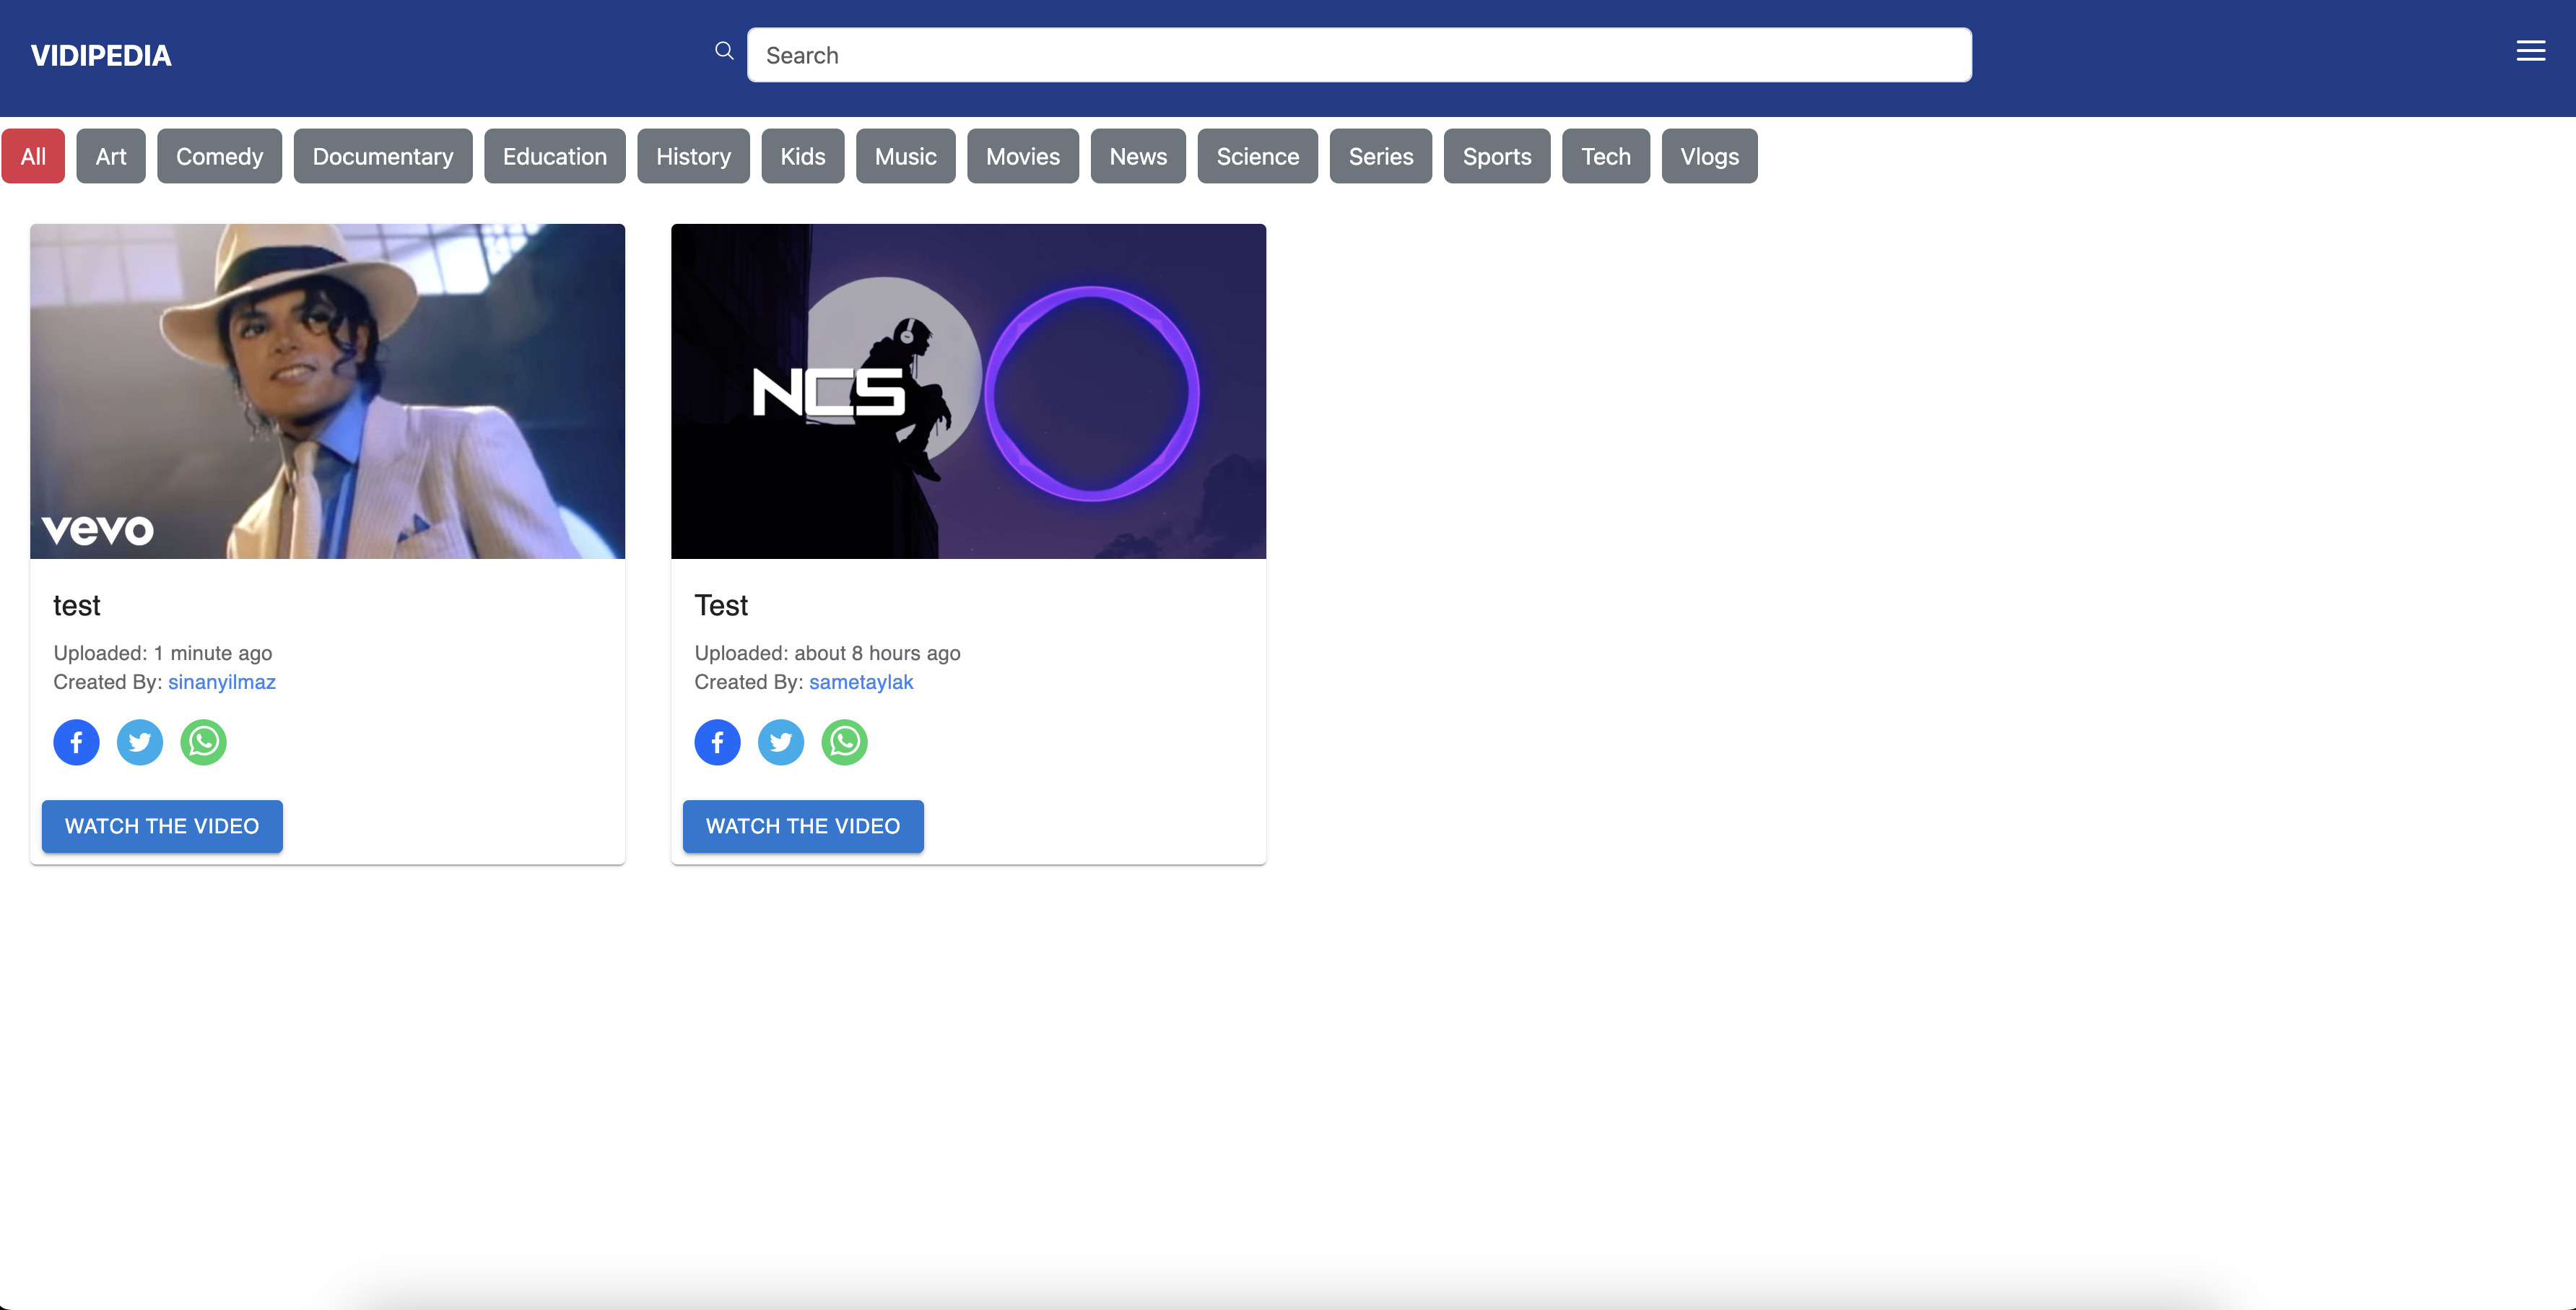 VIDIPEDIA
Search
All
Art
Comedy
Documentary
Education
History
Kids
Music
Movies
News
Science
Series
Sports
Tech
Vlogs
vevo
NCS
test
Uploaded: 1 minute ago
Created By: sinanyilmaz
WATCH THE VIDEO
Test
Uploaded: about 8 hours ago
Created By: sametaylak
WATCH THE VIDEO